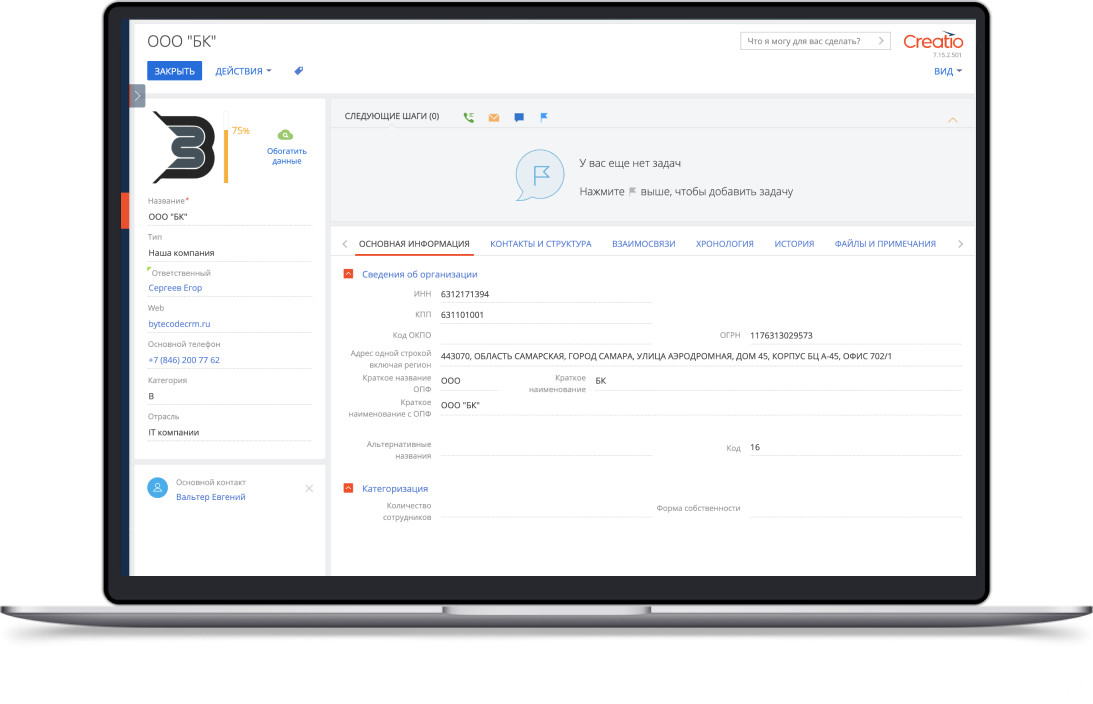 ООО "БК"
Что я могу для вас сделать?
Creatio
7.15.2.501
ЗАКРЫТЬ
ДЕЙСТВИЯ
ВИД
75%
Обогатить
данные
Название*
ООО "БК"
Тип
Наша компания
Ответственный
Сергеев Егор
Web
bytecodecrm.ru
Основной телефон
+7 (846) 200 77 62
Категория
B
Отрасль
IT компании
Основной контакт
Вальтер Евгений
СЛЕДУЮЩИЕ ШАГИ (0)
У вас еще нет задач
Нажмите выше, чтобы добавить задачу
ОСНОВНАЯ ИНФОРМАЦИЯ КОНТАКТЫ И СТРУКТУРА ВЗАИМОСВЯЗИ ХРОНОЛОГИЯ ИСТОРИЯ ФАЙЛЫ И ПРИМЕЧАНИЯ
Сведения об организации
ИНН 6312171394
КПП 631101001
Код ОКПО
ОГРН 1176313029573
Адрес одной строкой
включая регион
443070, ОБЛАСТЬ САМАРСКАЯ, ГОРОД САМАРА, УЛИЦА АЭРОДРОМНАЯ, ДОМ 45, КОРПУС БЦ А-45, ОФИС 702/1
Краткое название
ОПФ
ООО
Краткое
наименование
БК
Краткое
наименование с ОПФ
ООО "БК"
Альтернативные
названия
Код 16
Категоризация
Количество
сотрудников
Форма собственности